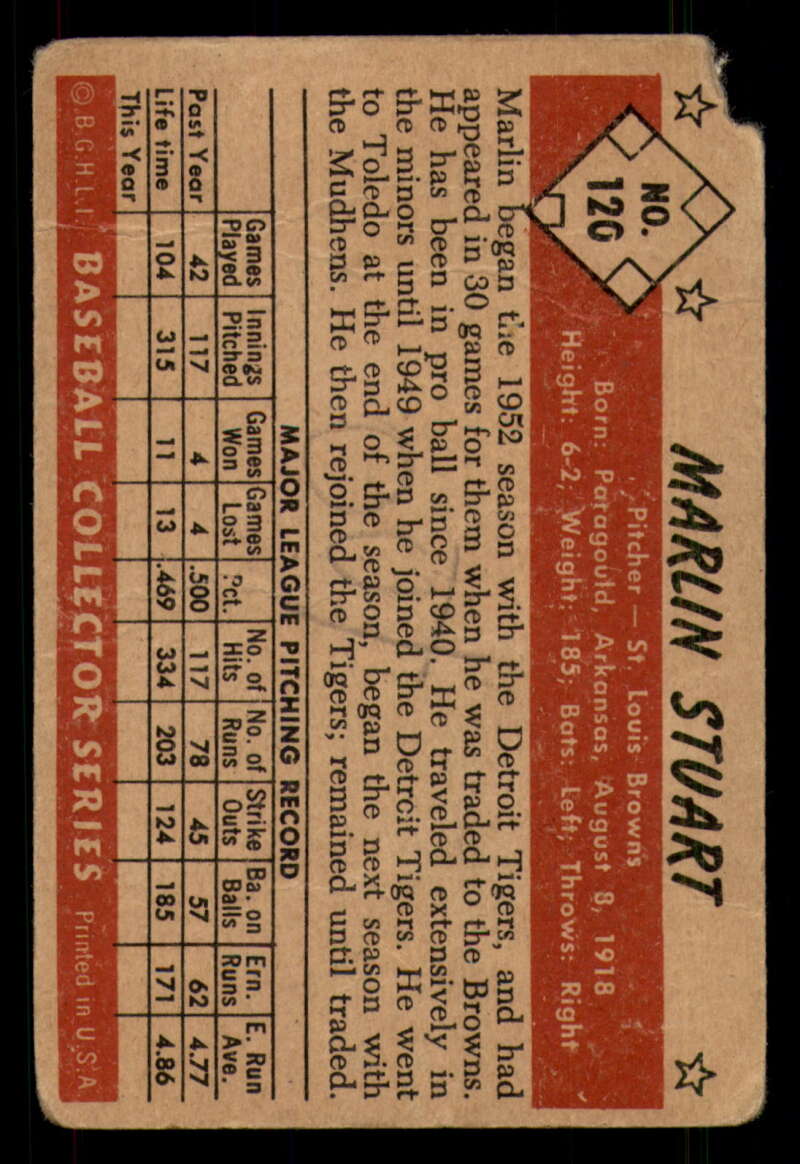 MARLIN STUART
NO.
120
Pitcher — St. Louis Browns
Born: Paragould, Arkansas, August 8, 1918
Height: 6-2; Weight: 185; Bats: Left; Throws: Right
Marlin began the 1952 season with the Detroit Tigers, and had
appeared in 30 games for them when he was traded to the Browns.
He has been in pro ball since 1940. He traveled extensively in
the minors until 1949 when he joined the Detroit Tigers. He went
to Toledo at the end of the season, began the next season with
the Mudhens. He then rejoined the Tigers; remained until traded.
MAJOR LEAGUE PITCHING RECORD
Games Played Innings Pitched Games Won Games Lost Pct. No. of Hits No. of Runs Strike Outs Ba. on Balls Ern. Runs E. Run Ave.
Past Year 42 117 4 4 .500 117 78 45 57 62 4.77
Life time 104 315 11 13 .469 334 203 124 185 171 4.86
This Year
© B.G.H.L.I. BASEBALL COLLECTOR SERIES Printed in U.S.A.